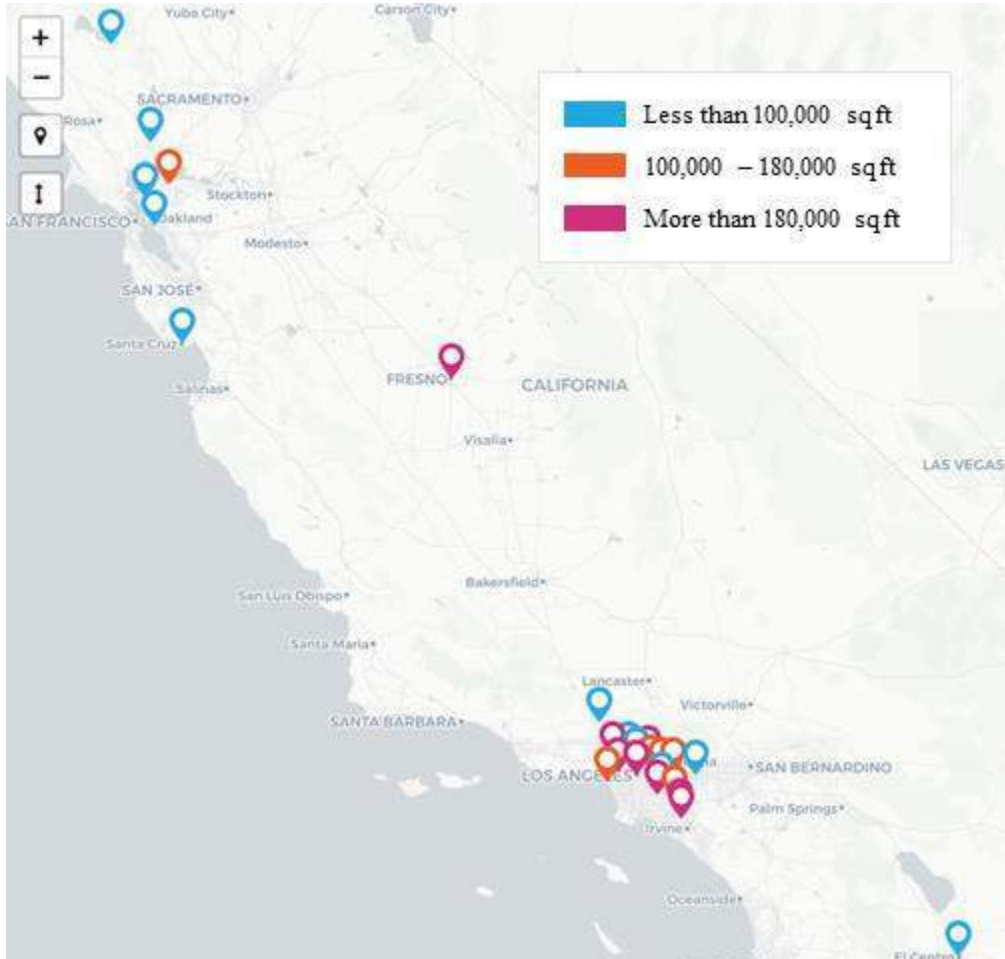 Yuba City
Carson City
+
−
SACRAMENTO
Rosa
Less than 100,000 sqft
100,000 – 180,000 sqft
More than 180,000 sqft
Stockton
Oakland
SAN FRANCISCO
Modesto
SAN JOSÉ
Santa Cruz
FRESNO
CALIFORNIA
Salinas
Visalia
LAS VEGAS
Bakersfield
San Luis Obispo
Santa Maria
Lancaster
Victorville
SANTA BARBARA
LOS ANGELES
na
SAN BERNARDINO
Palm Springs
Irvine
Oceanside
El Centro